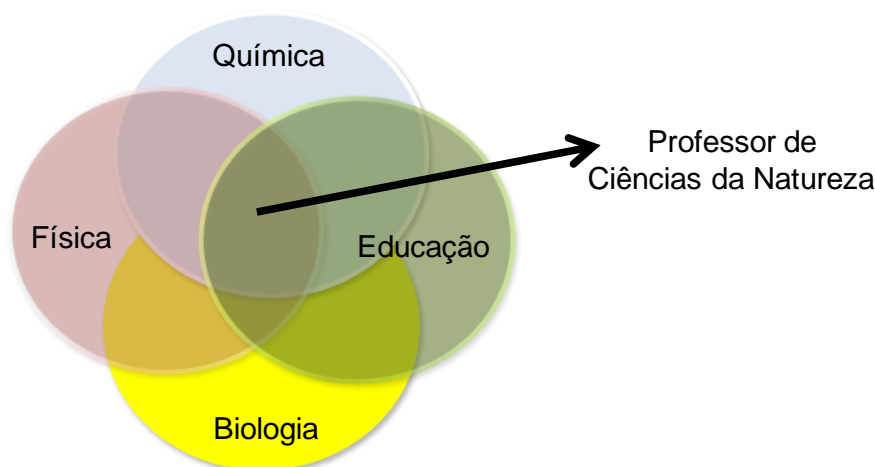 Química
Professor de
Ciências da Natureza
Física
Educação
Biologia